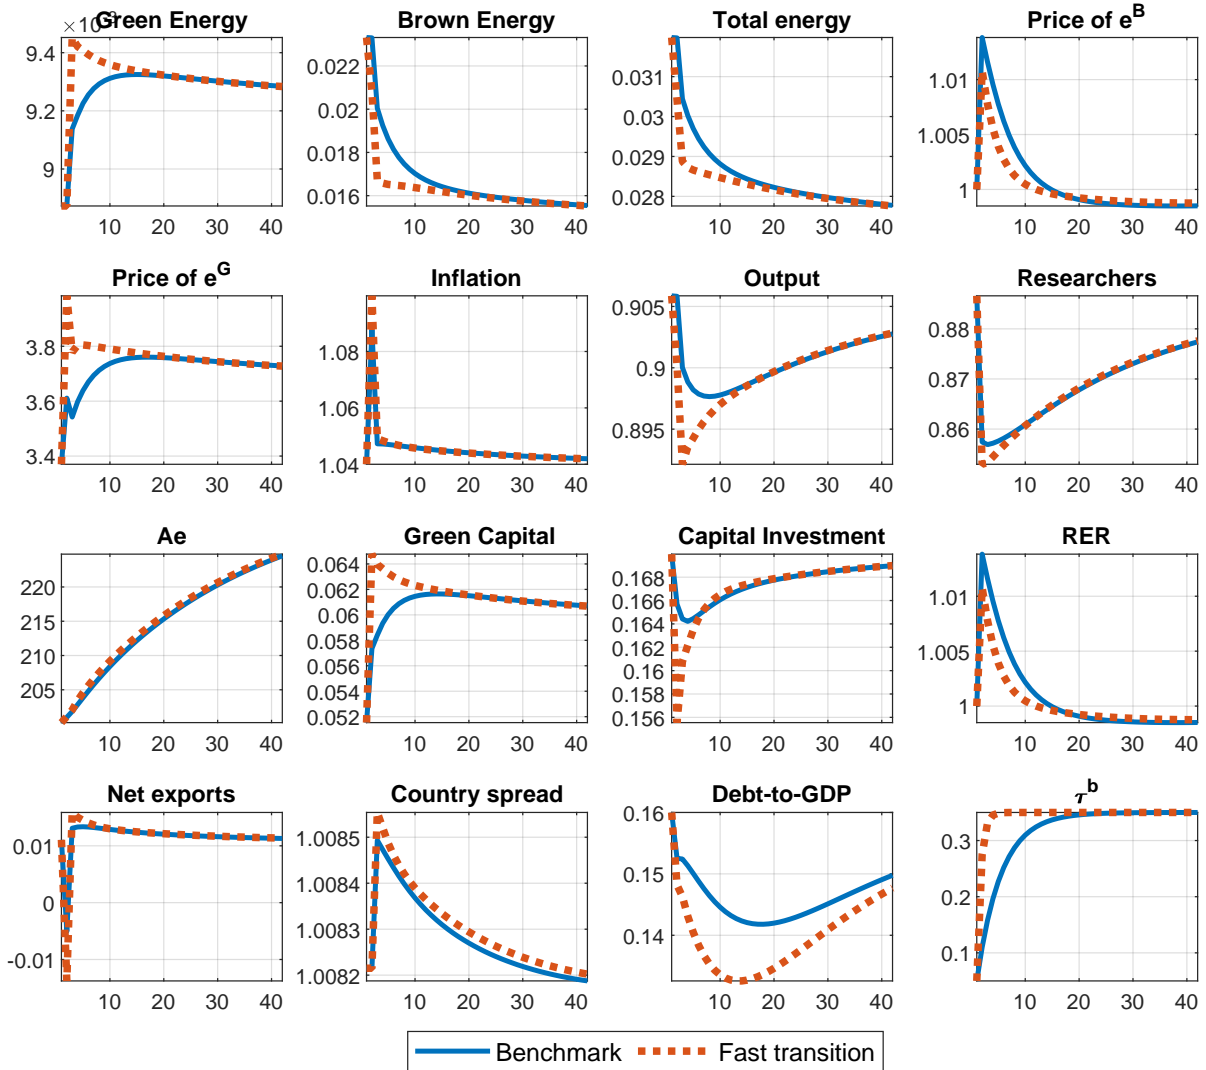 Green Energy
Brown Energy
Total energy
Price of e^B
×10^-3
9.4
9.2
9
10 20 30 40
0.022
0.02
0.018
0.016
10 20 30 40
0.031
0.03
0.029
0.028
10 20 30 40
1.01
1.005
1
10 20 30 40
Price of e^G
Inflation
Output
Researchers
3.8
3.6
3.4
10 20 30 40
1.08
1.06
1.04
10 20 30 40
0.905
0.9
0.895
10 20 30 40
0.88
0.87
0.86
10 20 30 40
Ae
Green Capital
Capital Investment
RER
220
215
210
205
10 20 30 40
0.064
0.062
0.06
0.058
0.056
0.054
0.052
10 20 30 40
0.168
0.166
0.164
0.162
0.16
0.158
0.156
10 20 30 40
1.01
1.005
1
10 20 30 40
Net exports
Country spread
Debt-to-GDP
τ^b
0.01
0
-0.01
10 20 30 40
1.0085
1.0084
1.0083
1.0082
10 20 30 40
0.16
0.15
0.14
10 20 30 40
0.3
0.2
0.1
10 20 30 40
Benchmark Fast transition